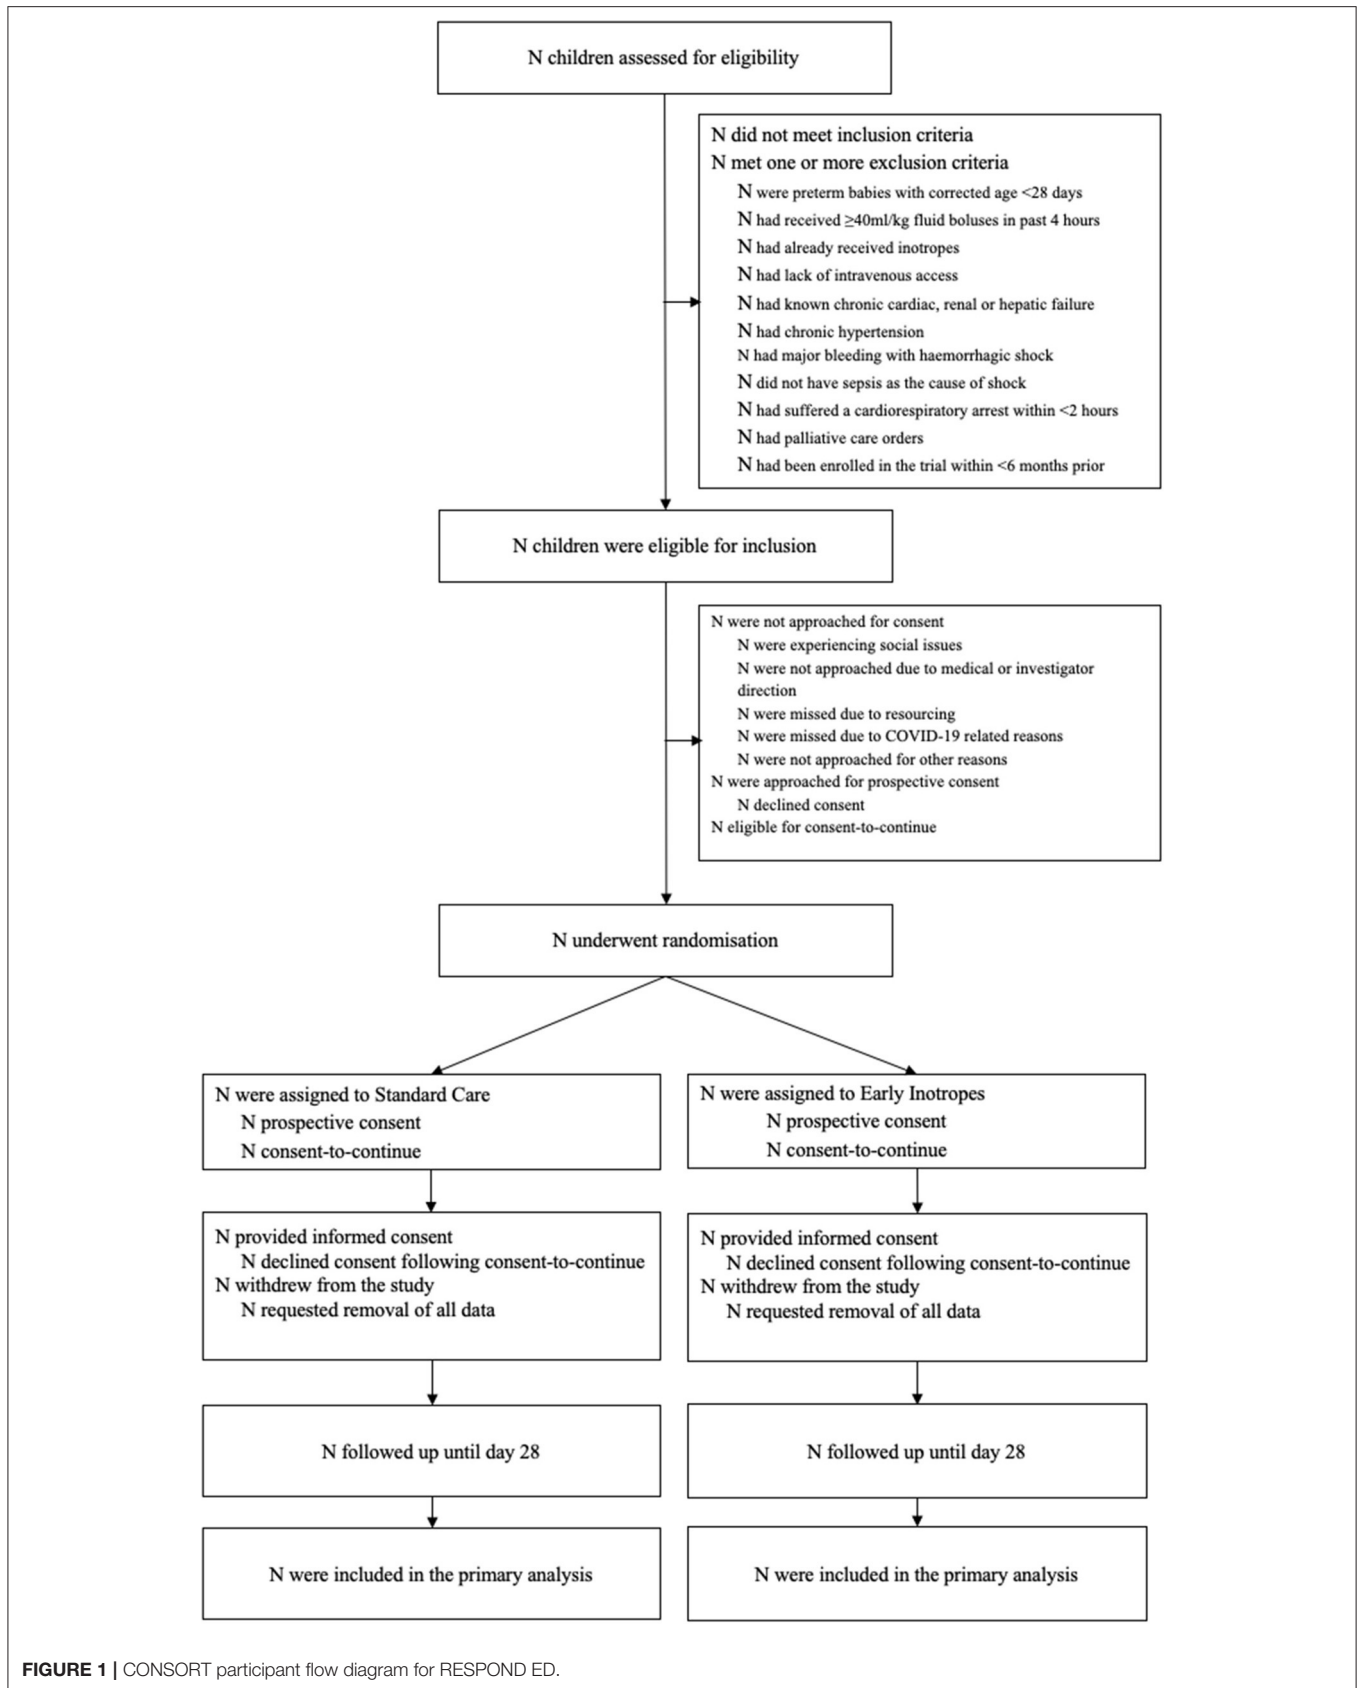 N children assessed for eligibility
N did not meet inclusion criteria
N met one or more exclusion criteria
N were preterm babies with corrected age <28 days
N had received ≥40ml/kg fluid boluses in past 4 hours
N had already received inotropes
N had lack of intravenous access
N had known chronic cardiac, renal or hepatic failure
N had chronic hypertension
N had major bleeding with haemorrhagic shock
N did not have sepsis as the cause of shock
N had suffered a cardiorespiratory arrest within <2 hours
N had palliative care orders
N had been enrolled in the trial within <6 months prior
N children were eligible for inclusion
N were not approached for consent
N were experiencing social issues
N were not approached due to medical or investigator
direction
N were missed due to resourcing
N were missed due to COVID-19 related reasons
N were not approached for other reasons
N were approached for prospective consent
N declined consent
N eligible for consent-to-continue
N underwent randomisation
N were assigned to Standard Care
N prospective consent
N consent-to-continue
N were assigned to Early Inotropes
N prospective consent
N consent-to-continue
N provided informed consent
N declined consent following consent-to-continue
N withdrew from the study
N requested removal of all data
N provided informed consent
N declined consent following consent-to-continue
N withdrew from the study
N requested removal of all data
N followed up until day 28
N followed up until day 28
N were included in the primary analysis
N were included in the primary analysis
FIGURE 1 | CONSORT participant flow diagram for RESPOND ED.